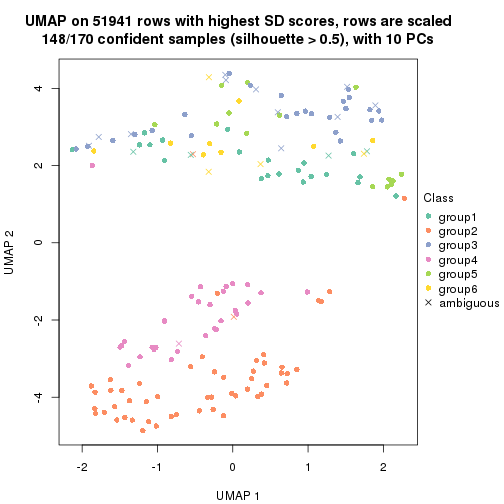 UMAP on 51941 rows with highest SD scores, rows are scaled
148/170 confident samples (silhouette > 0.5), with 10 PCs
4
2
0
-2
-4
UMAP 2
-2
-1
0
1
2
UMAP 1
Class
group1
group2
group3
group4
group5
group6
ambiguous